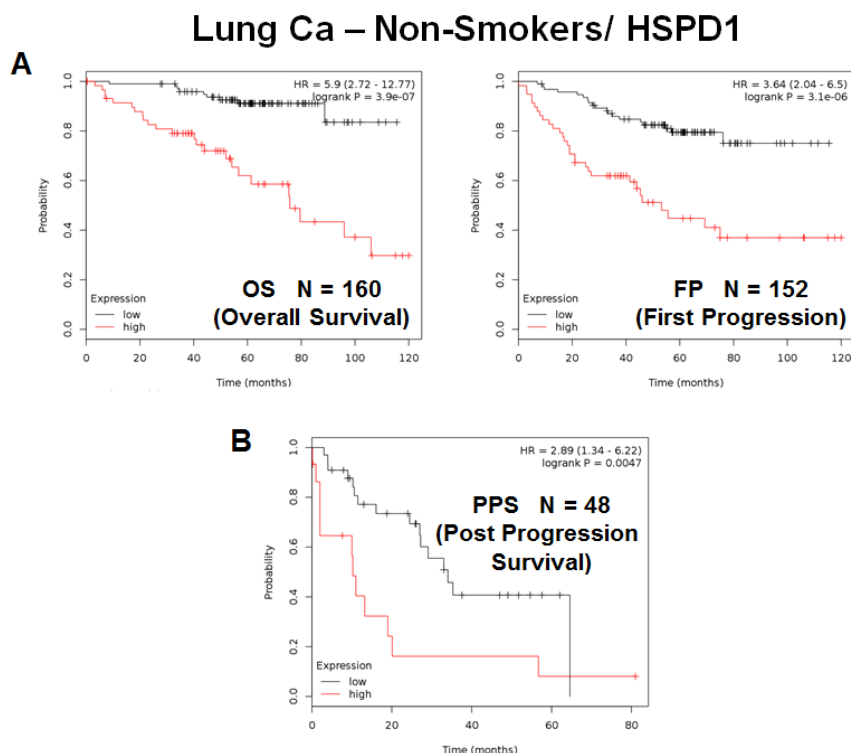 Lung Ca – Non-Smokers/ HSPD1
A
HR = 5.9 (2.72 - 12.77)
logrank P = 3.9e-07
1.0
0.8
0.6
0.4
0.2
0.0
Probability
OS N = 160
(Overall Survival)
Expression
low
high
0 20 40 60 80 100 120
Time (months)
HR = 3.64 (2.04 - 6.5)
logrank P = 3.1e-06
1.0
0.8
0.6
0.4
0.2
0.0
Probability
FP N = 152
(First Progression)
Expression
low
high
0 20 40 60 80 100 120
Time (months)
B
HR = 2.89 (1.34 - 6.22)
logrank P = 0.0047
1.0
0.8
0.6
0.4
0.2
0.0
Probability
PPS N = 48
(Post Progression
Survival)
Expression
low
high
0 20 40 60 80
Time (months)